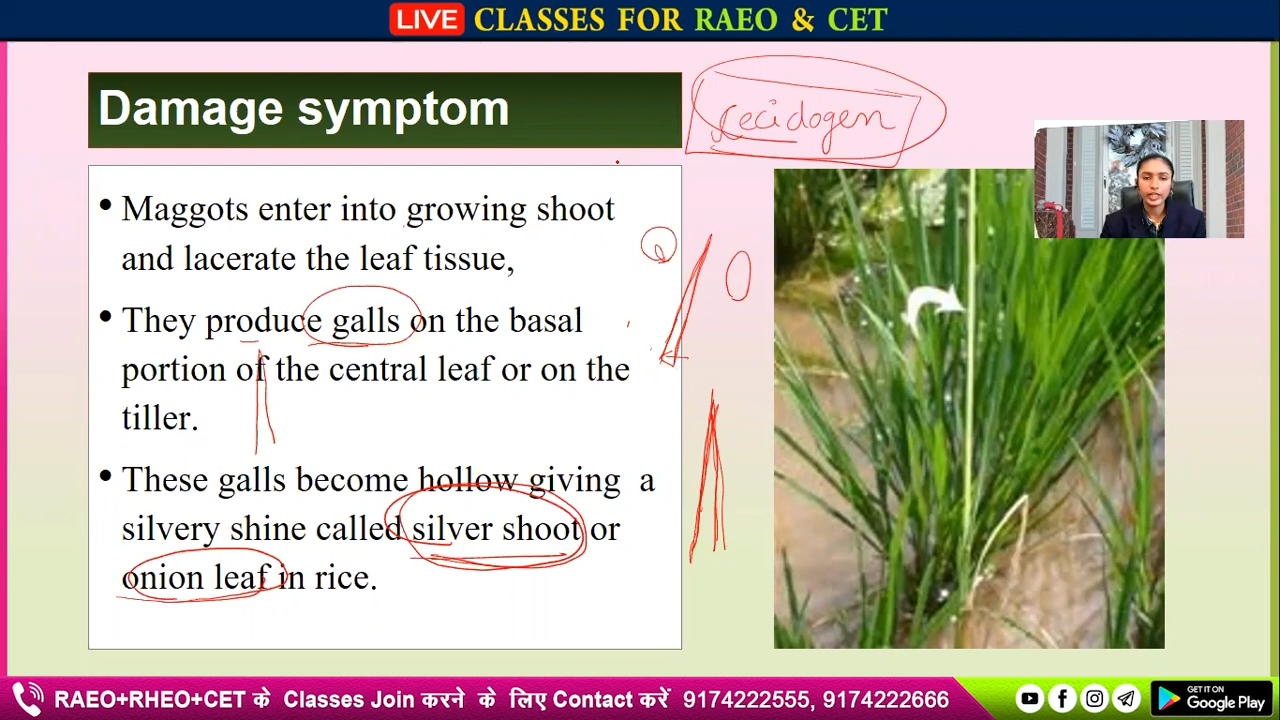 LIVE CLASSES FOR RAEO & CET
Damage symptom
cecidogen
• Maggots enter into growing shoot
and lacerate the leaf tissue,
• They produce galls on the basal
portion of the central leaf or on the
tiller.
• These galls become hollow giving a
silvery shine called silver shoot or
onion leaf in rice.
RAEO+RHEO+CET के Classes Join करने के लिए Contact करें 9174222555, 9174222666
GET IT ON
Google Play